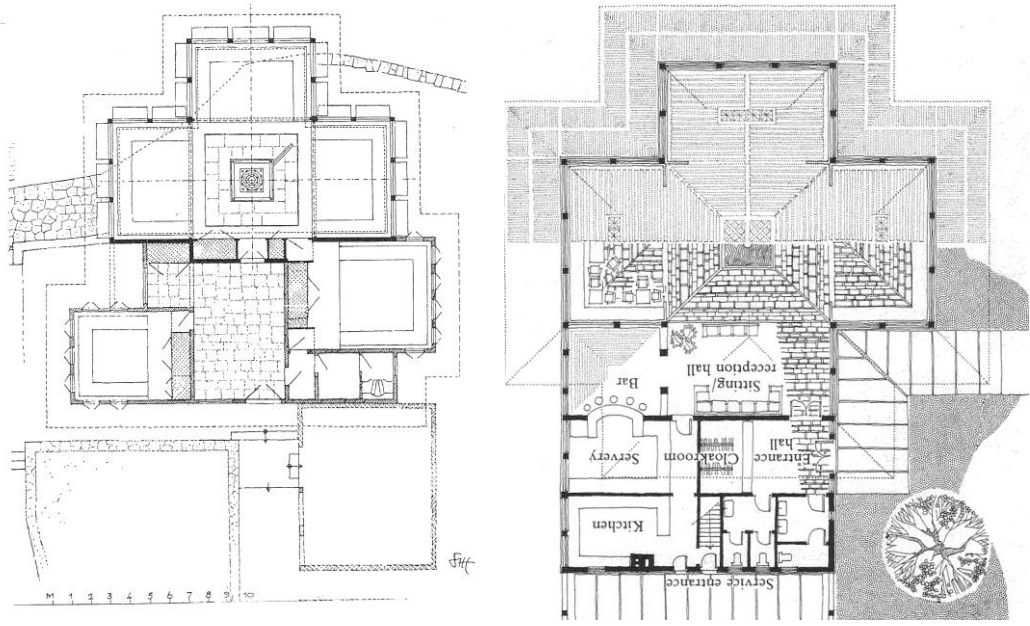 M 1 2 3 4 5 6 7 8 9 10
Sitting/
reception hall
Bar
Servery
Cloakroom
Entrance
hall
Kitchen
Service entrance